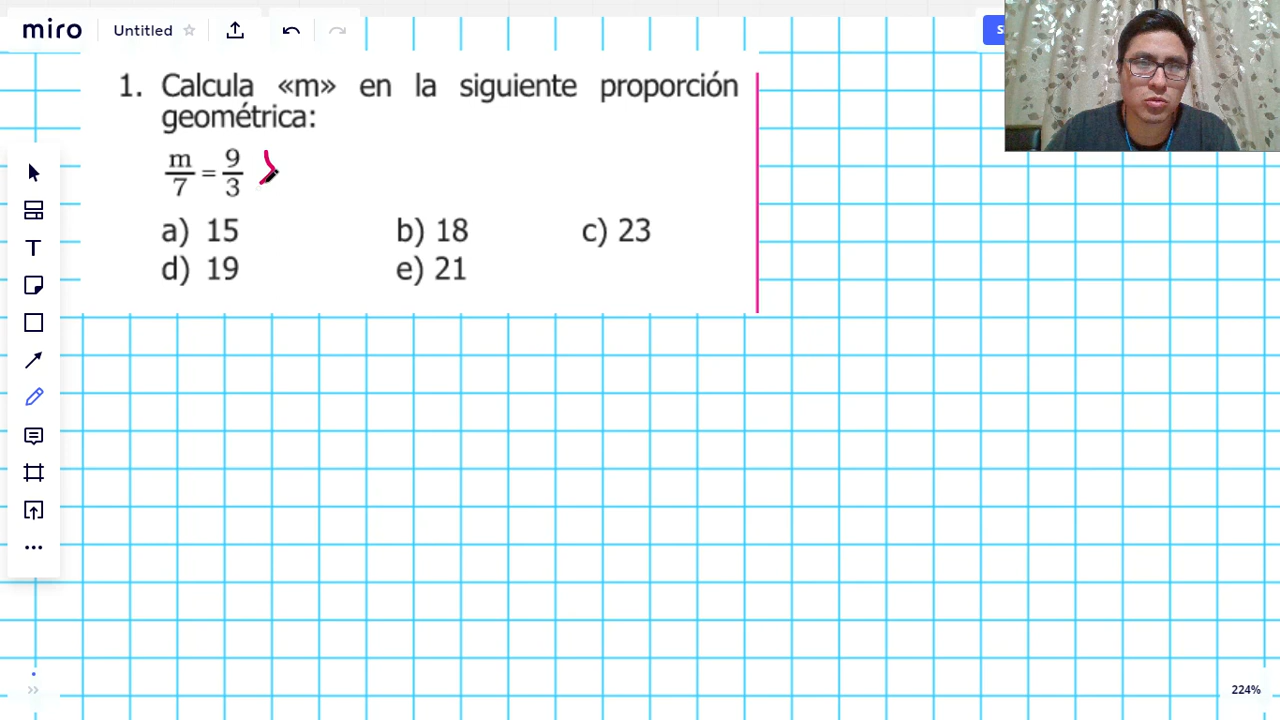 miro Untitled
1. Calcula «m» en la siguiente proporción
geométrica:
m/7 = 9/3
a) 15 b) 18 c) 23
d) 19 e) 21
224%